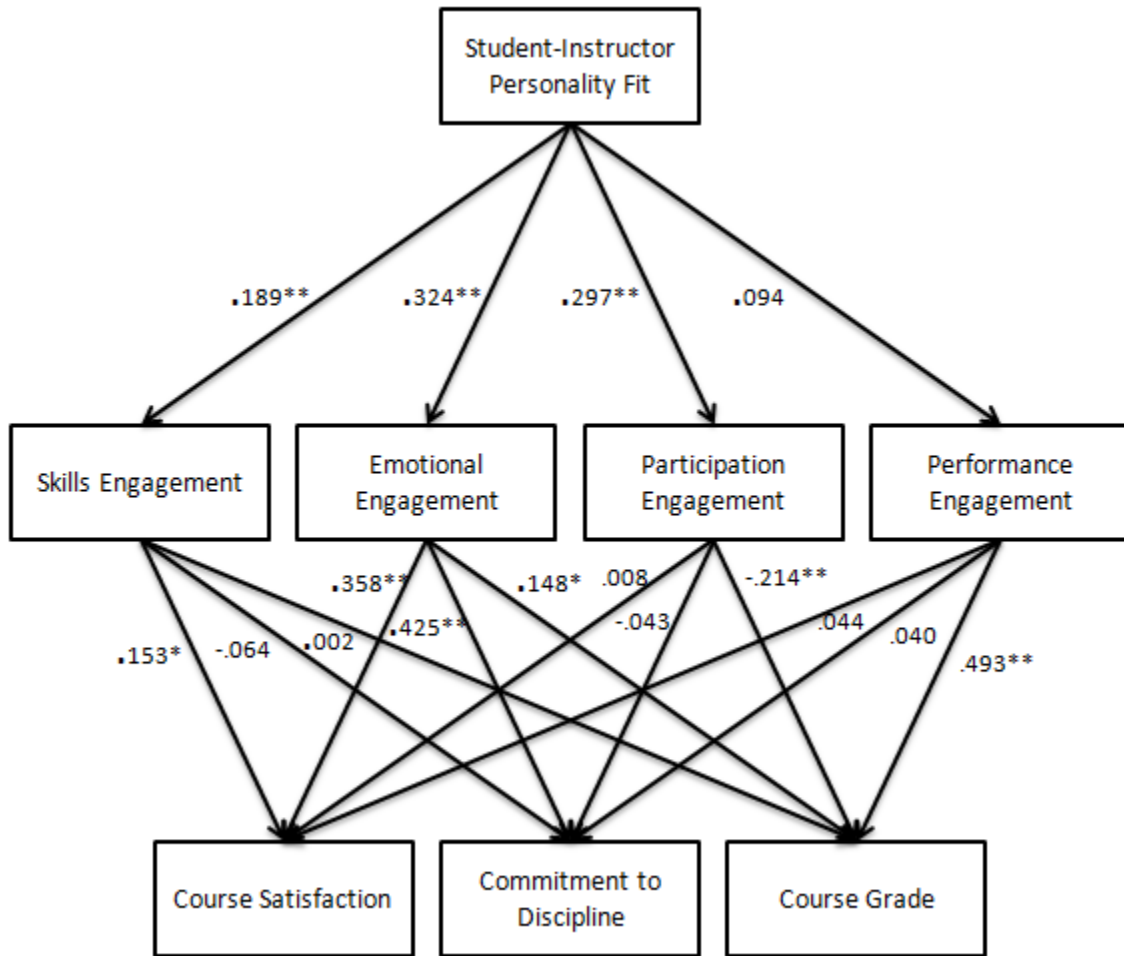 Student-Instructor
Personality Fit
.189**
.324**
.297**
.094
Skills Engagement
Emotional
Engagement
Participation
Engagement
Performance
Engagement
.153*
-.064
.002
.358**
.425**
.148*
.008
-.043
-.214**
.044
.040
.493**
Course Satisfaction
Commitment to
Discipline
Course Grade